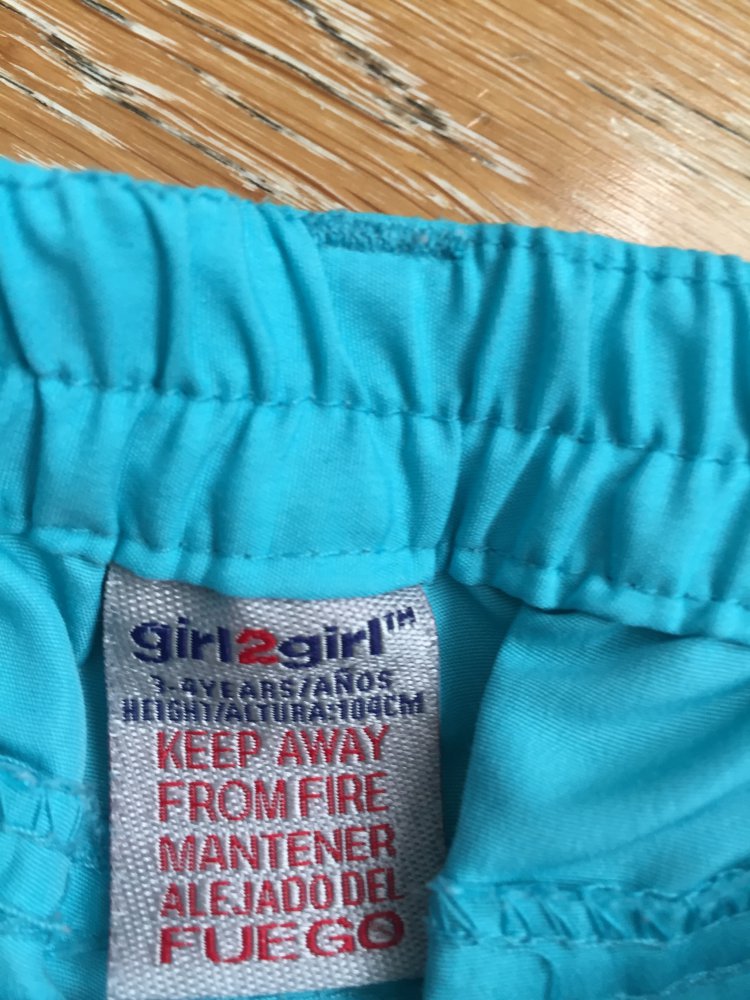 girl2girl™
3-4YEARS/AÑOS
HEIGHT/ALTURA:104CM
KEEP AWAY
FROM FIRE
MANTENER
ALEJADO DEL
FUEGO